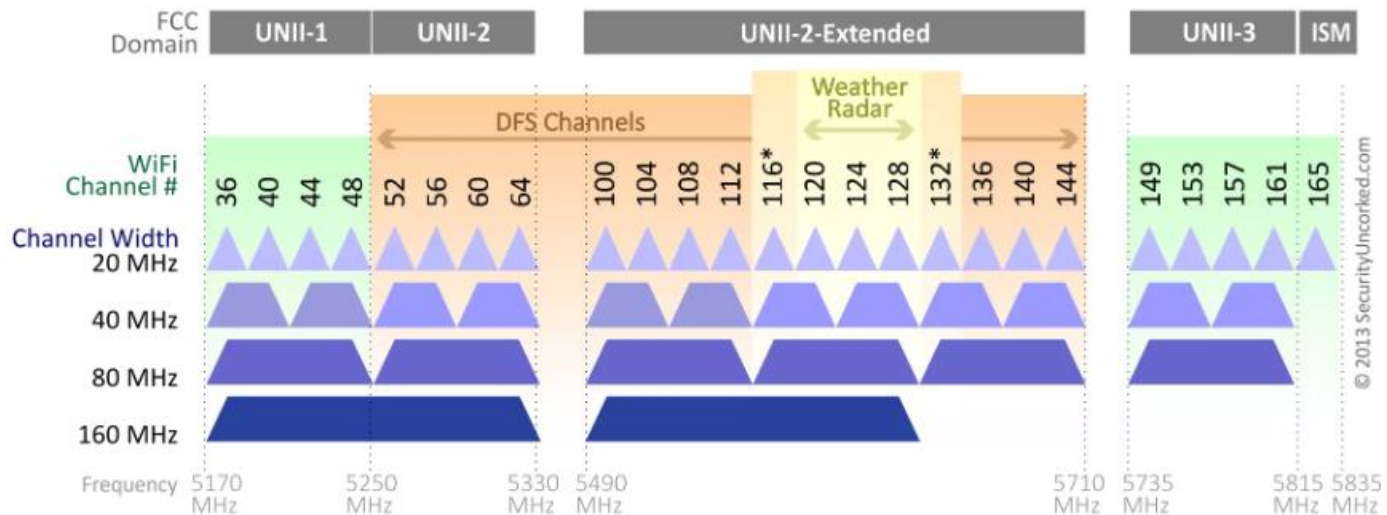 FCC
Domain
UNII-1 UNII-2 UNII-2-Extended UNII-3 ISM
Weather
Radar
DFS Channels
WiFi
Channel #
36 40 44 48 52 56 60 64 100 104 108 112 116* 120 124 128 132* 136 140 144 149 153 157 161 165
Channel Width
20 MHz
40 MHz
80 MHz
160 MHz
Frequency 5170 5250 5330 5490 5710 5735 5815 5835
MHz MHz MHz MHz MHz MHz MHz MHz
© 2013 SecurityUncorked.com